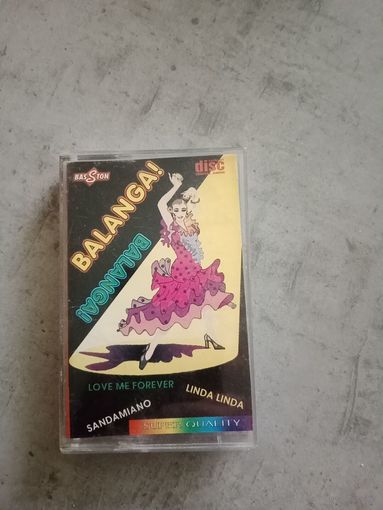 BASSTON
disc
BALANGA!
BALANGA!
LOVE ME FOREVER
LINDA LINDA
SANDAMIANO
SUPER QUALITY